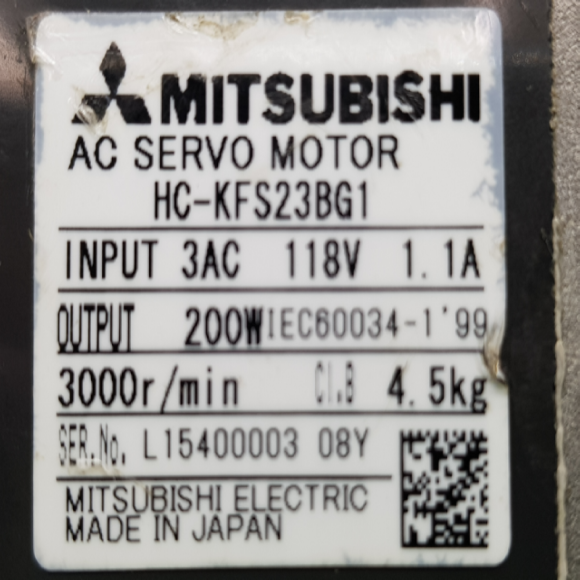 MITSUBISHI
AC SERVO MOTOR
HC-KFS23BG1
INPUT 3AC 118V 1.1A
OUTPUT 200W IEC60034-1'99
3000r/min Cl.B 4.5kg
SER.No. L15400003 08Y
MITSUBISHI ELECTRIC
MADE IN JAPAN